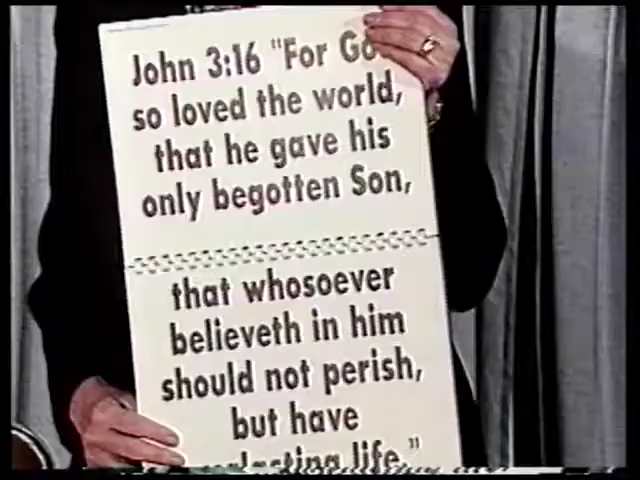 John 3:16 "For Go
so loved the world,
that he gave his
only begotten Son,
that whosoever
believeth in him
should not perish,
but have
life."